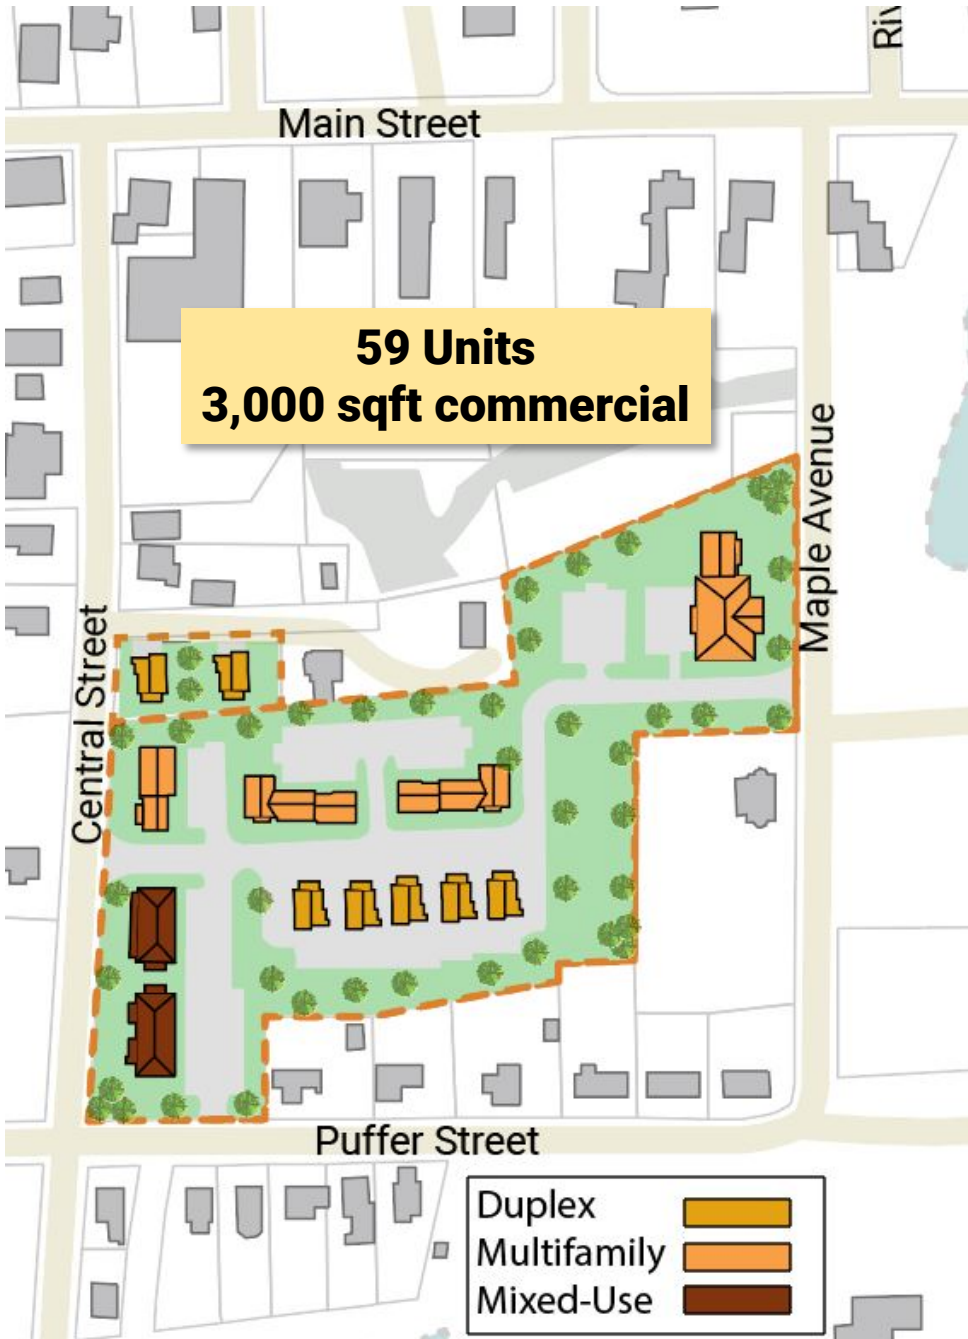 Main Street
59 Units
3,000 sqft commercial
Maple Avenue
Central Street
Puffer Street
Duplex
Multifamily
Mixed-Use